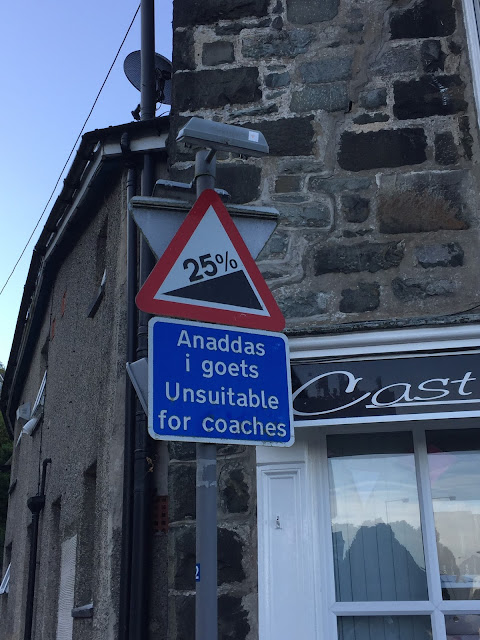 25%
Anaddas
i goets
Unsuitable
for coaches
Cast